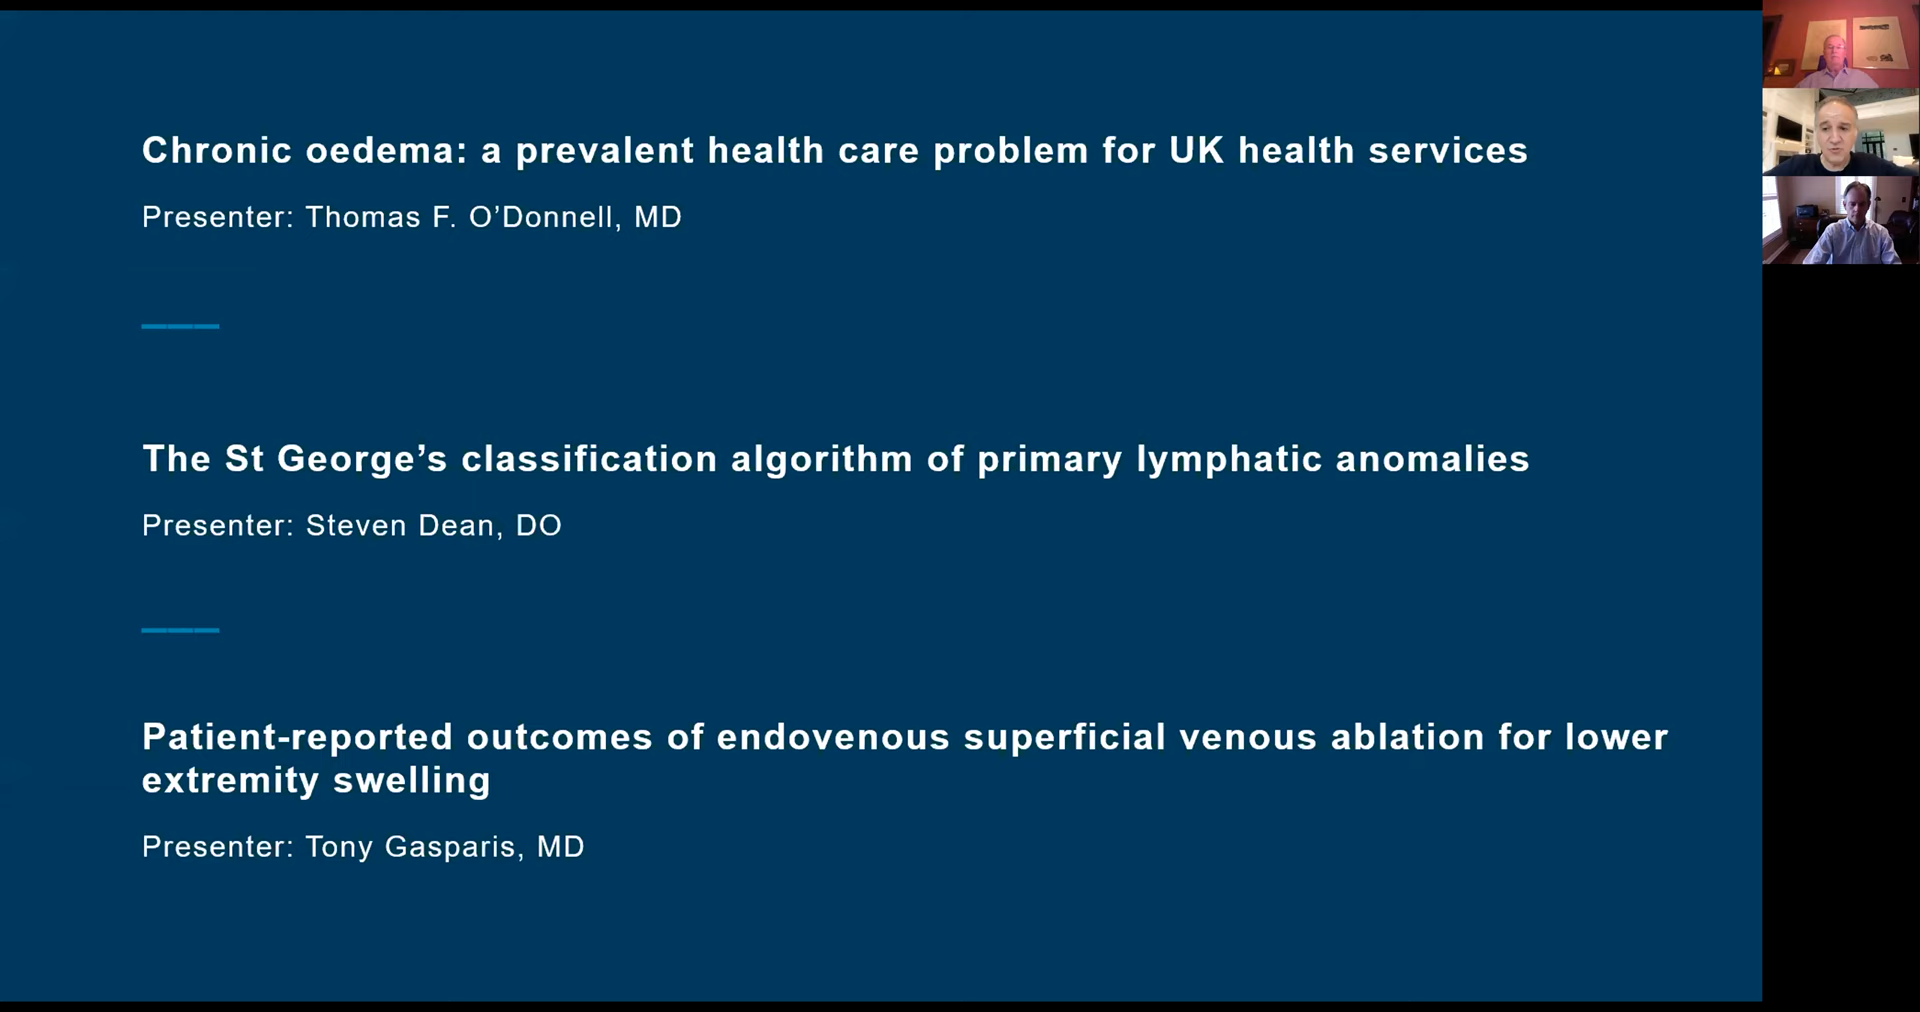 Chronic oedema: a prevalent health care problem for UK health services
Presenter: Thomas F. O’Donnell, MD
The St George’s classification algorithm of primary lymphatic anomalies
Presenter: Steven Dean, DO
Patient-reported outcomes of endovenous superficial venous ablation for lower
extremity swelling
Presenter: Tony Gasparis, MD